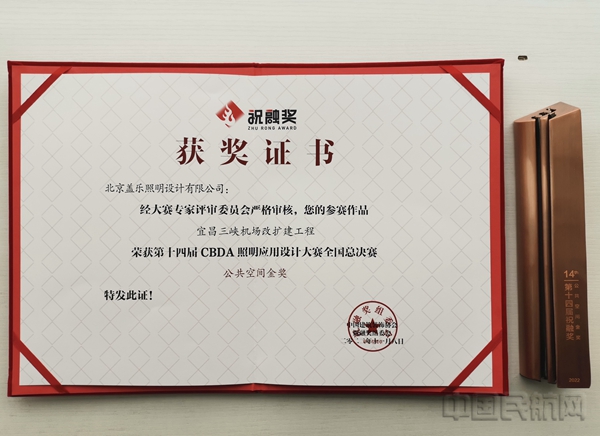 祝融奖
ZHU RONG AWARD
获奖证书
北京盖乐照明设计有限公司：
经大赛专家评审委员会严格审核，您的参赛作品
宜昌三峡机场改扩建工程
荣获第十四届 CBDA 照明应用设计大赛全国总决赛
公共空间金奖
特发此证！
14th
第十四届祝融奖
中国民航网